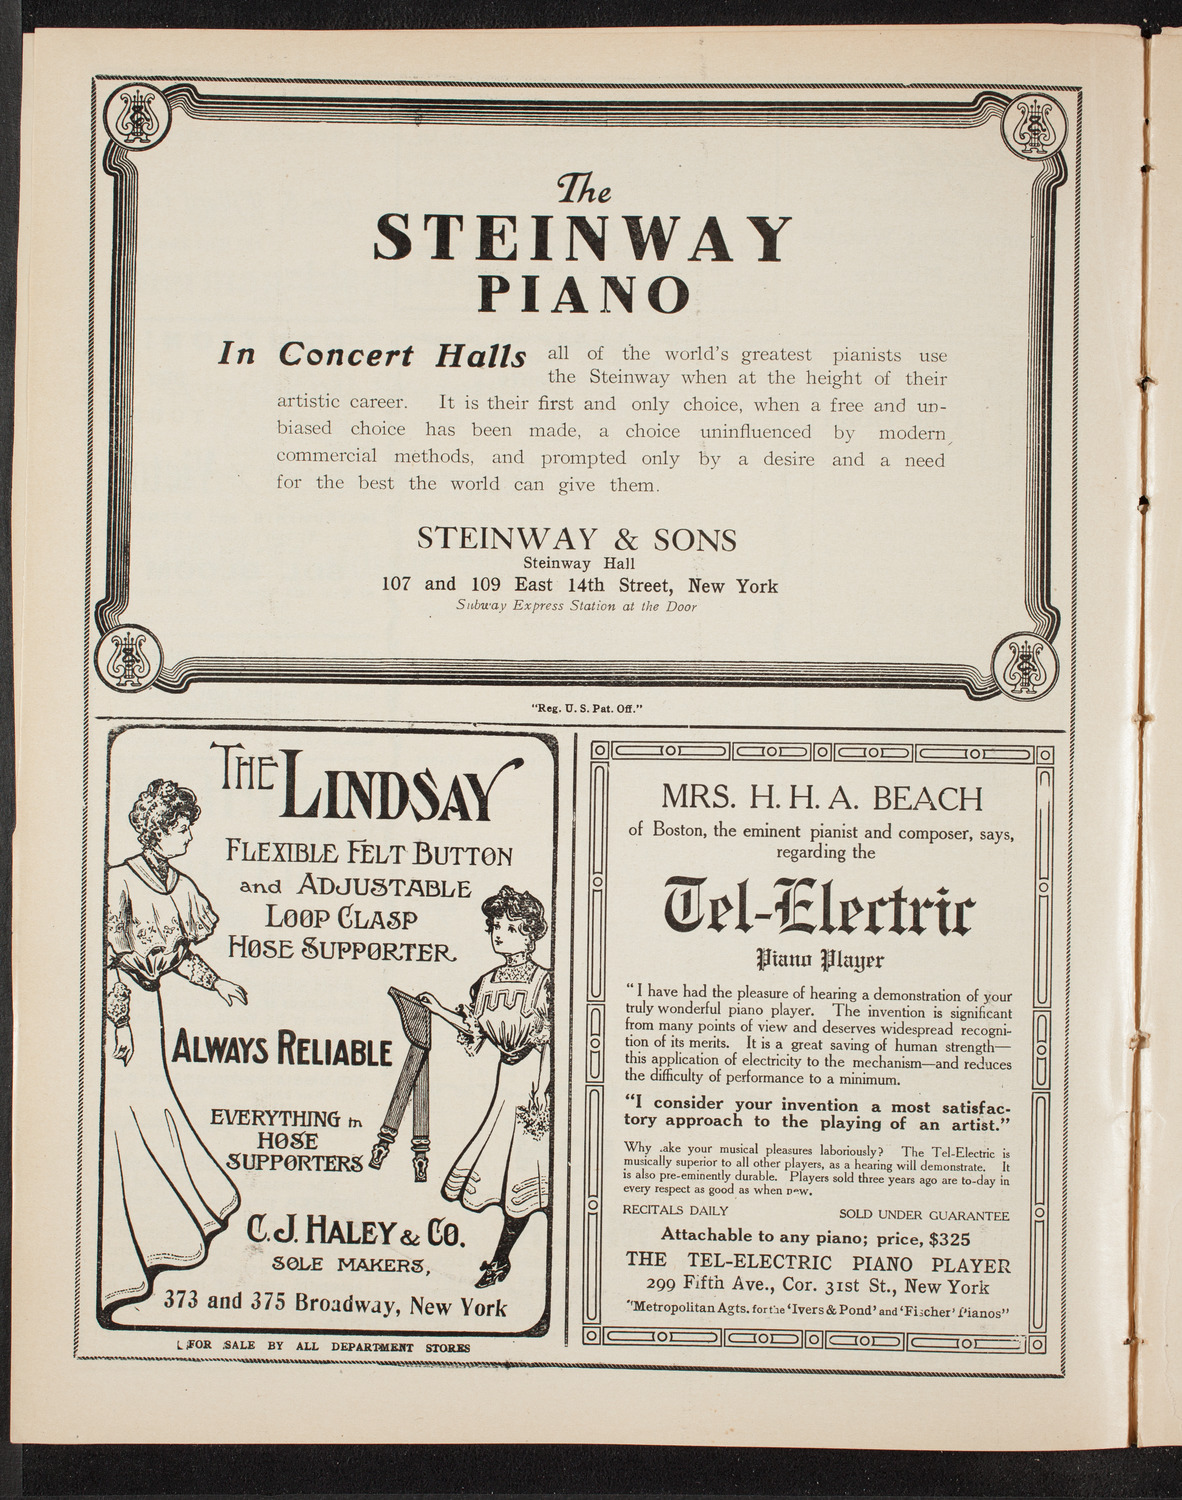 The
STEINWAY
PIANO
In Concert Halls all of the world's greatest pianists use
the Steinway when at the height of their
artistic career. It is their first and only choice, when a free and un-
biased choice has been made, a choice uninfluenced by modern
commercial methods, and prompted only by a desire and a need
for the best the world can give them.
STEINWAY & SONS
Steinway Hall
107 and 109 East 14th Street, New York
Subway Express Station at the Door
"Reg. U. S. Pat. Off."
THE LINDSAY
FLEXIBLE FELT BUTTON
and ADJUSTABLE
LOOP CLASP
HOSE SUPPORTER
ALWAYS RELIABLE
EVERYTHING in
HOSE
SUPPORTERS
C. J. HALEY & CO.
SOLE MAKERS,
373 and 375 Broadway, New York
FOR SALE BY ALL DEPARTMENT STORES
MRS. H. H. A. BEACH
of Boston, the eminent pianist and composer, says,
regarding the
Tel-Electric
Piano Player
"I have had the pleasure of hearing a demonstration of your
truly wonderful piano player. The invention is significant
from many points of view and deserves widespread recogni-
tion of its merits. It is a great saving of human strength—
this application of electricity to the mechanism—and reduces
the difficulty of performance to a minimum.
"I consider your invention a most satisfac-
tory approach to the playing of an artist."
Why ake your musical pleasures laboriously? The Tel-Electric is
musically superior to all other players, as a hearing will demonstrate. It
is also pre-eminently durable. Players sold three years ago are to-day in
every respect as good as when new.
RECITALS DAILY SOLD UNDER GUARANTEE
Attachable to any piano; price, $325
THE TEL-ELECTRIC PIANO PLAYER
299 Fifth Ave., Cor. 31st St., New York
"Metropolitan Agts. for the 'Ivers & Pond' and 'Fischer' Pianos"